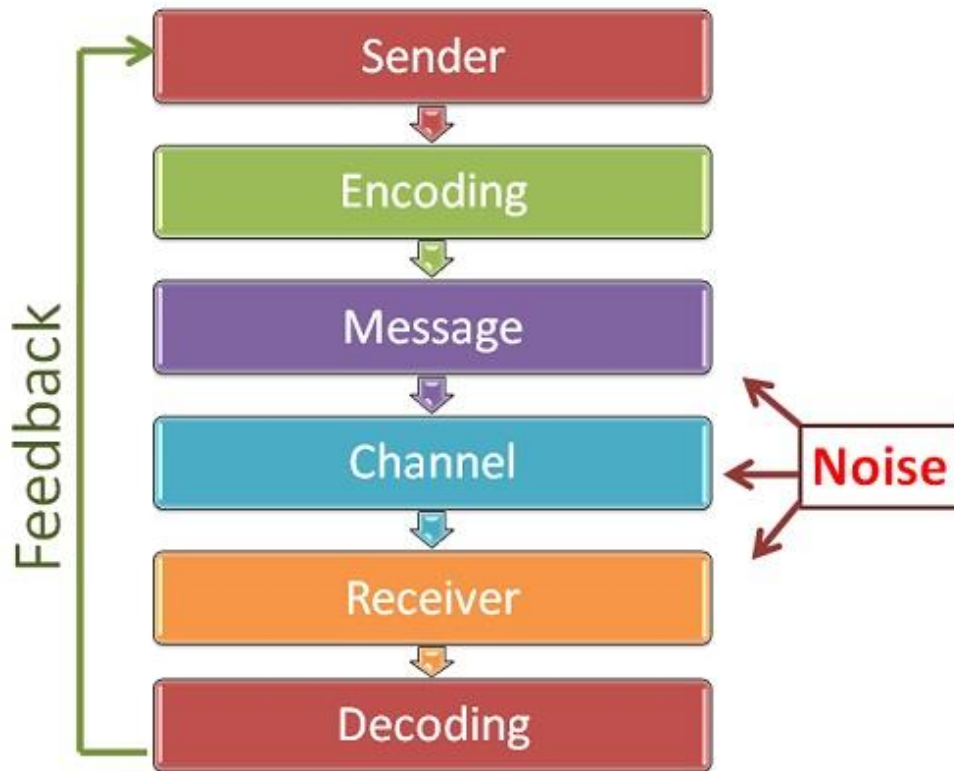 Sender
Encoding
Message
Channel
Receiver
Decoding
Feedback
Noise